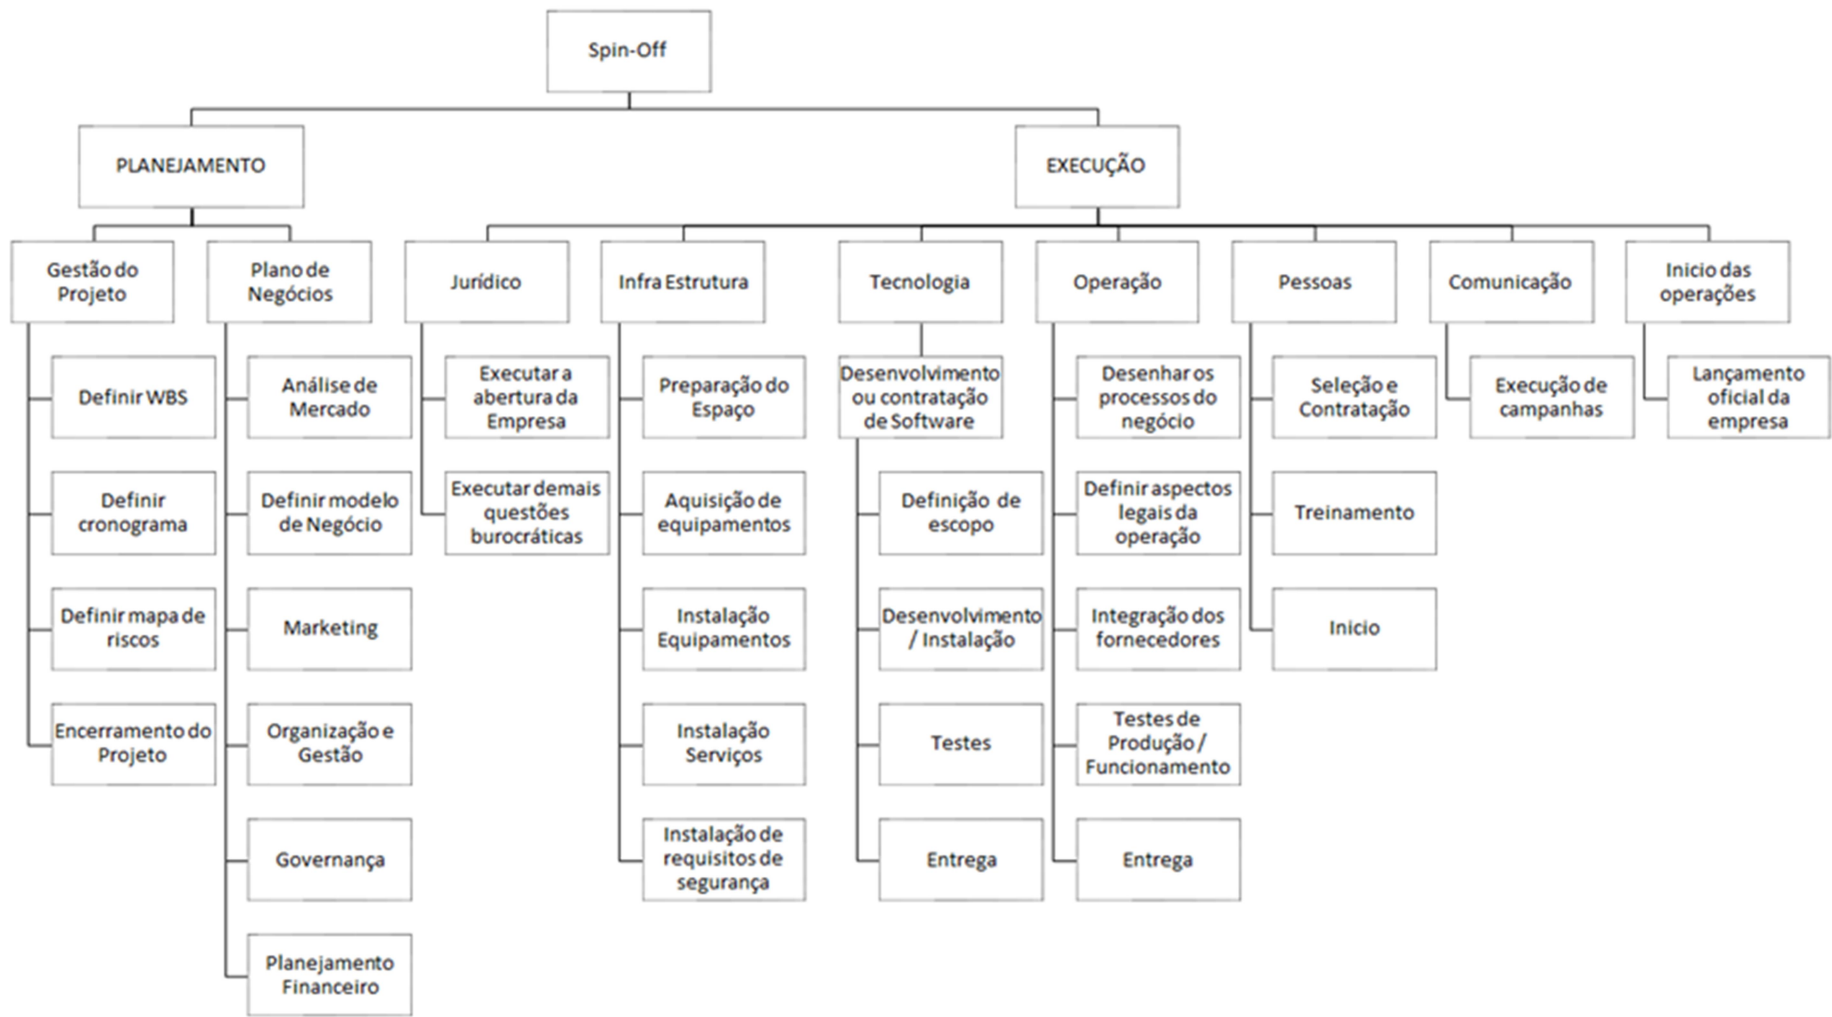 Spin-Off
PLANEJAMENTO
EXECUÇÃO
Gestão do
Projeto
Plano de
Negócios
Jurídico
Infra Estrutura
Tecnologia
Operação
Pessoas
Comunicação
Inicio das
operações
Definir WBS
Definir
cronograma
Definir mapa de
riscos
Encerramento do
Projeto
Análise de
Mercado
Definir modelo
de Negócio
Marketing
Organização e
Gestão
Governança
Planejamento
Financeiro
Executar a
abertura da
Empresa
Executar demais
questões
burocráticas
Preparação do
Espaço
Aquisição de
equipamentos
Instalação
Equipamentos
Instalação
Serviços
Instalação de
requisitos de
segurança
Desenvolvimento
ou contratação
de Software
Definição de
escopo
Desenvolvimento
/ Instalação
Testes
Entrega
Desenhar os
processos do
negócio
Definir aspectos
legais da
operação
Integração dos
fornecedores
Testes de
Produção /
Funcionamento
Entrega
Seleção e
Contratação
Treinamento
Inicio
Execução de
campanhas
Lançamento
oficial da
empresa